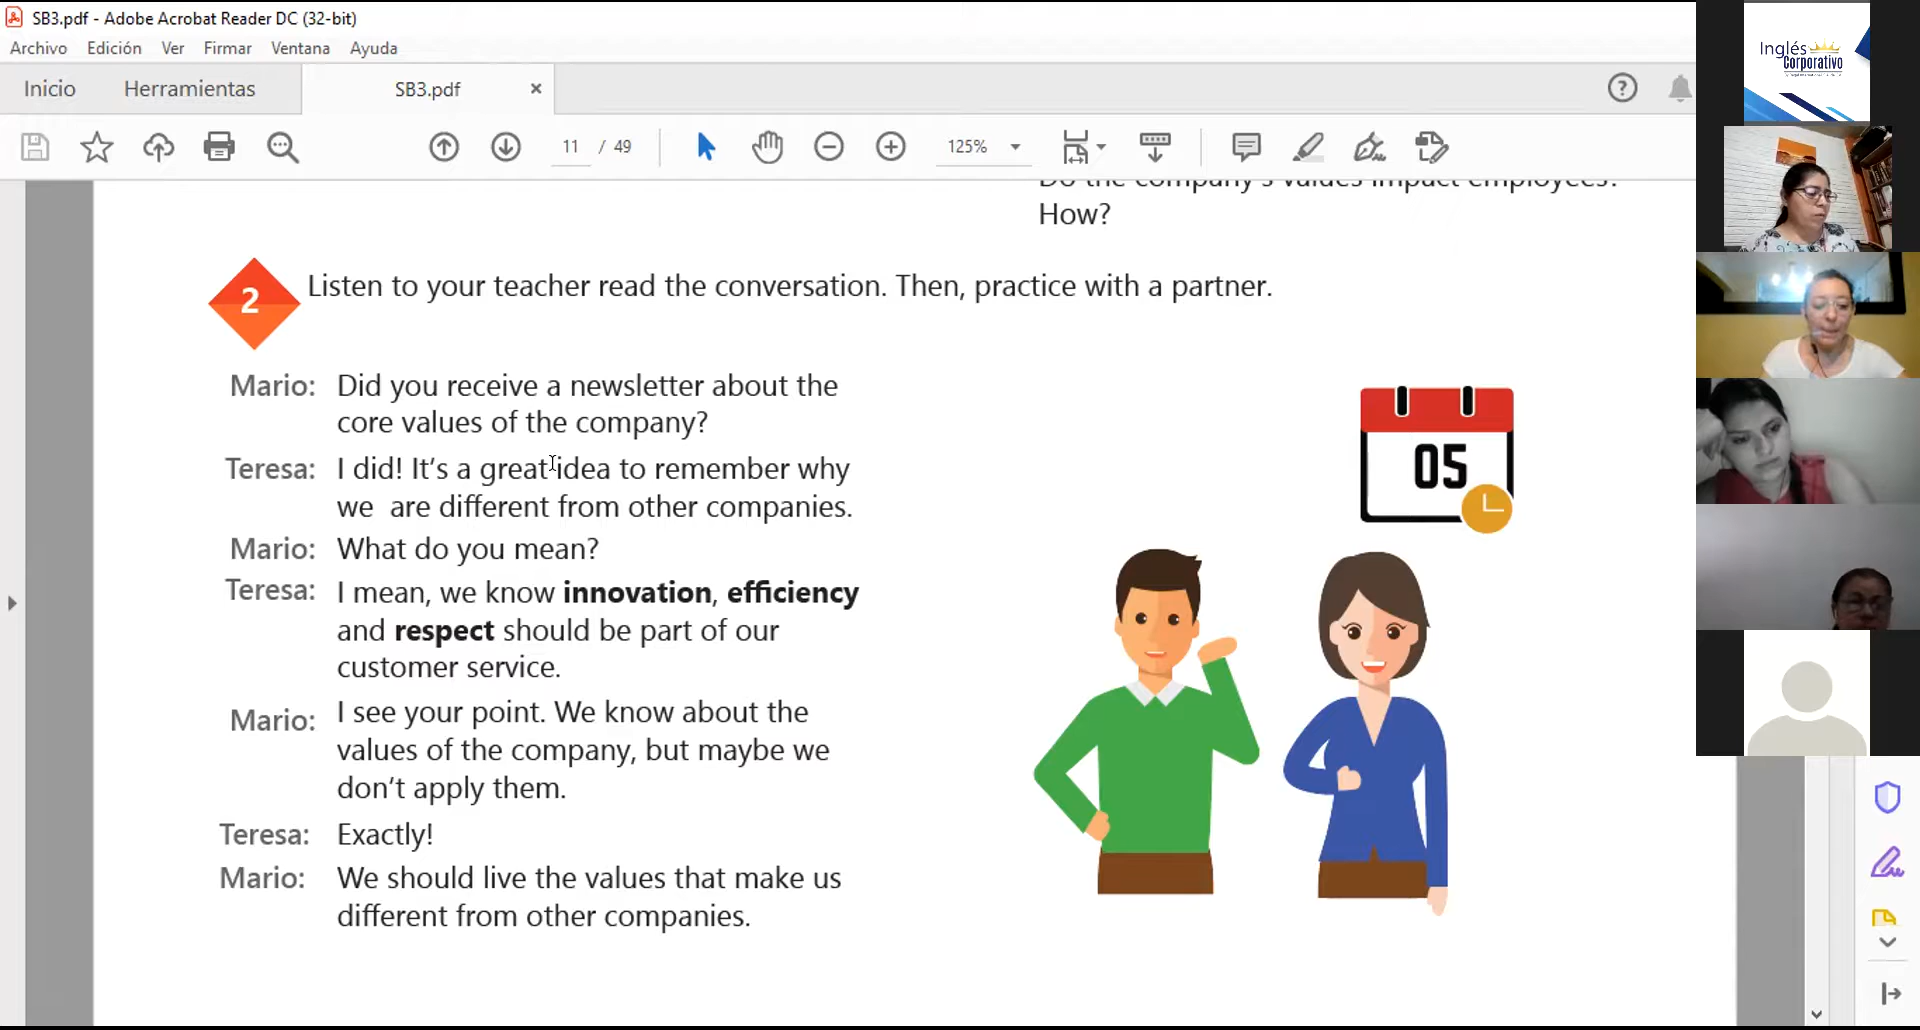 SB3.pdf - Adobe Acrobat Reader DC (32-bit)
Archivo Edición Ver Firmar Ventana Ayuda
Inicio Herramientas SB3.pdf ×
11 / 49 125%
Do the company's values impact employees?
How?
2 Listen to your teacher read the conversation. Then, practice with a partner.
Mario: Did you receive a newsletter about the
core values of the company?
Teresa: I did! It's a great idea to remember why
we are different from other companies.
Mario: What do you mean?
Teresa: I mean, we know innovation, efficiency
and respect should be part of our
customer service.
Mario: I see your point. We know about the
values of the company, but maybe we
don't apply them.
Teresa: Exactly!
Mario: We should live the values that make us
different from other companies.
05
Inglés
Corporativo